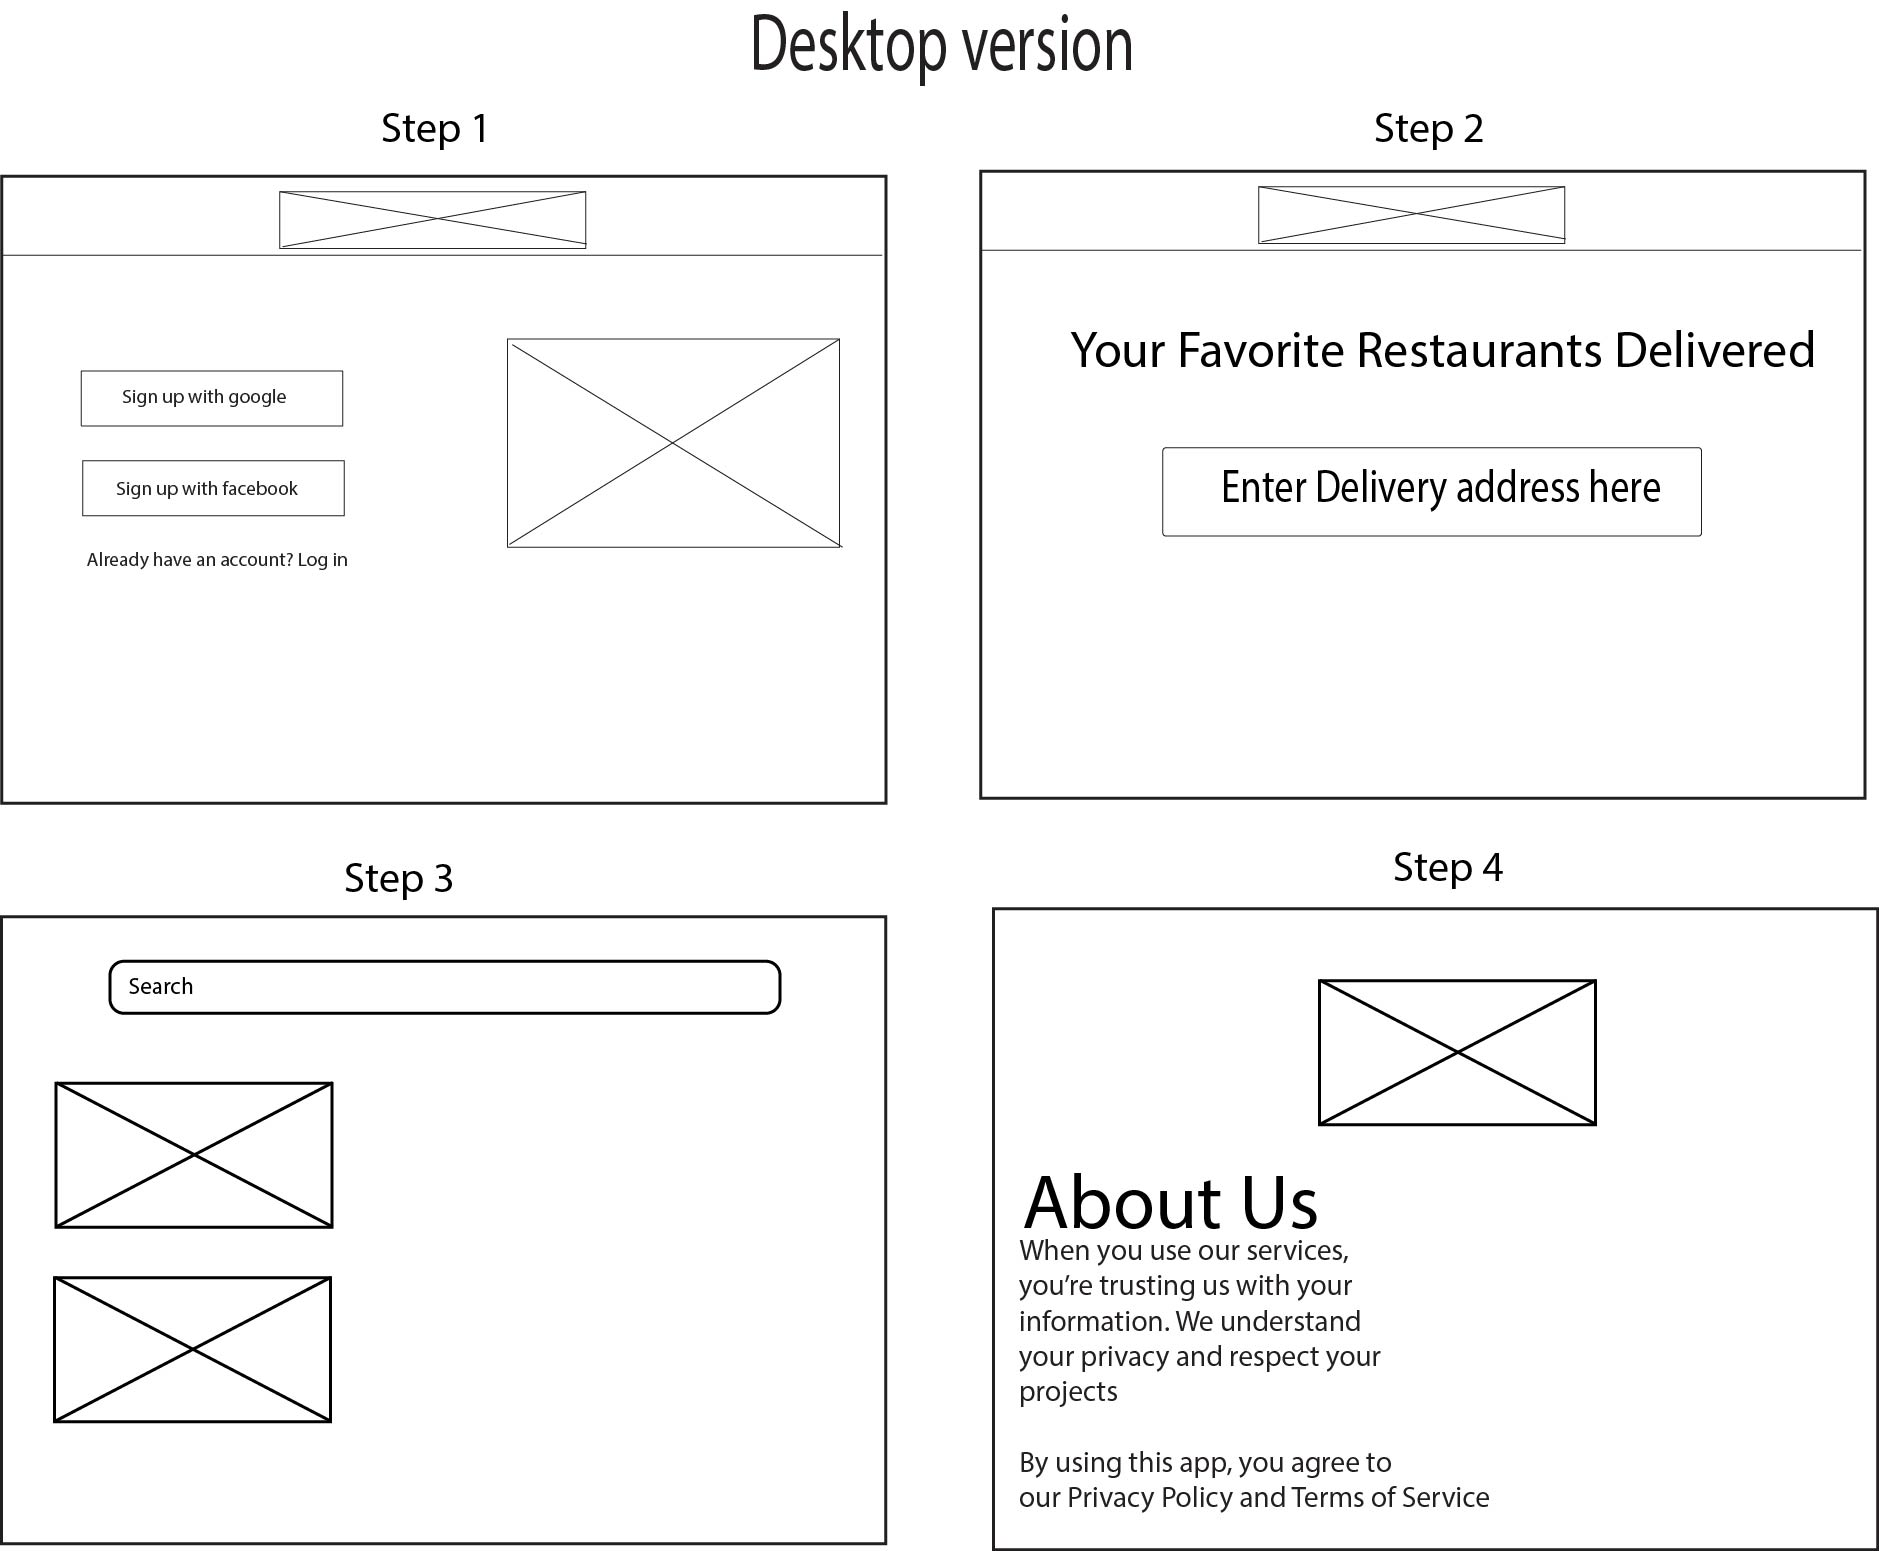 Desktop version
Step 1
Sign up with google
Sign up with facebook
Already have an account? Log in
Step 2
Your Favorite Restaurants Delivered
Enter Delivery address here
Step 3
Search
Step 4
About Us
When you use our services,
you’re trusting us with your
information. We understand
your privacy and respect your
projects
By using this app, you agree to
our Privacy Policy and Terms of Service